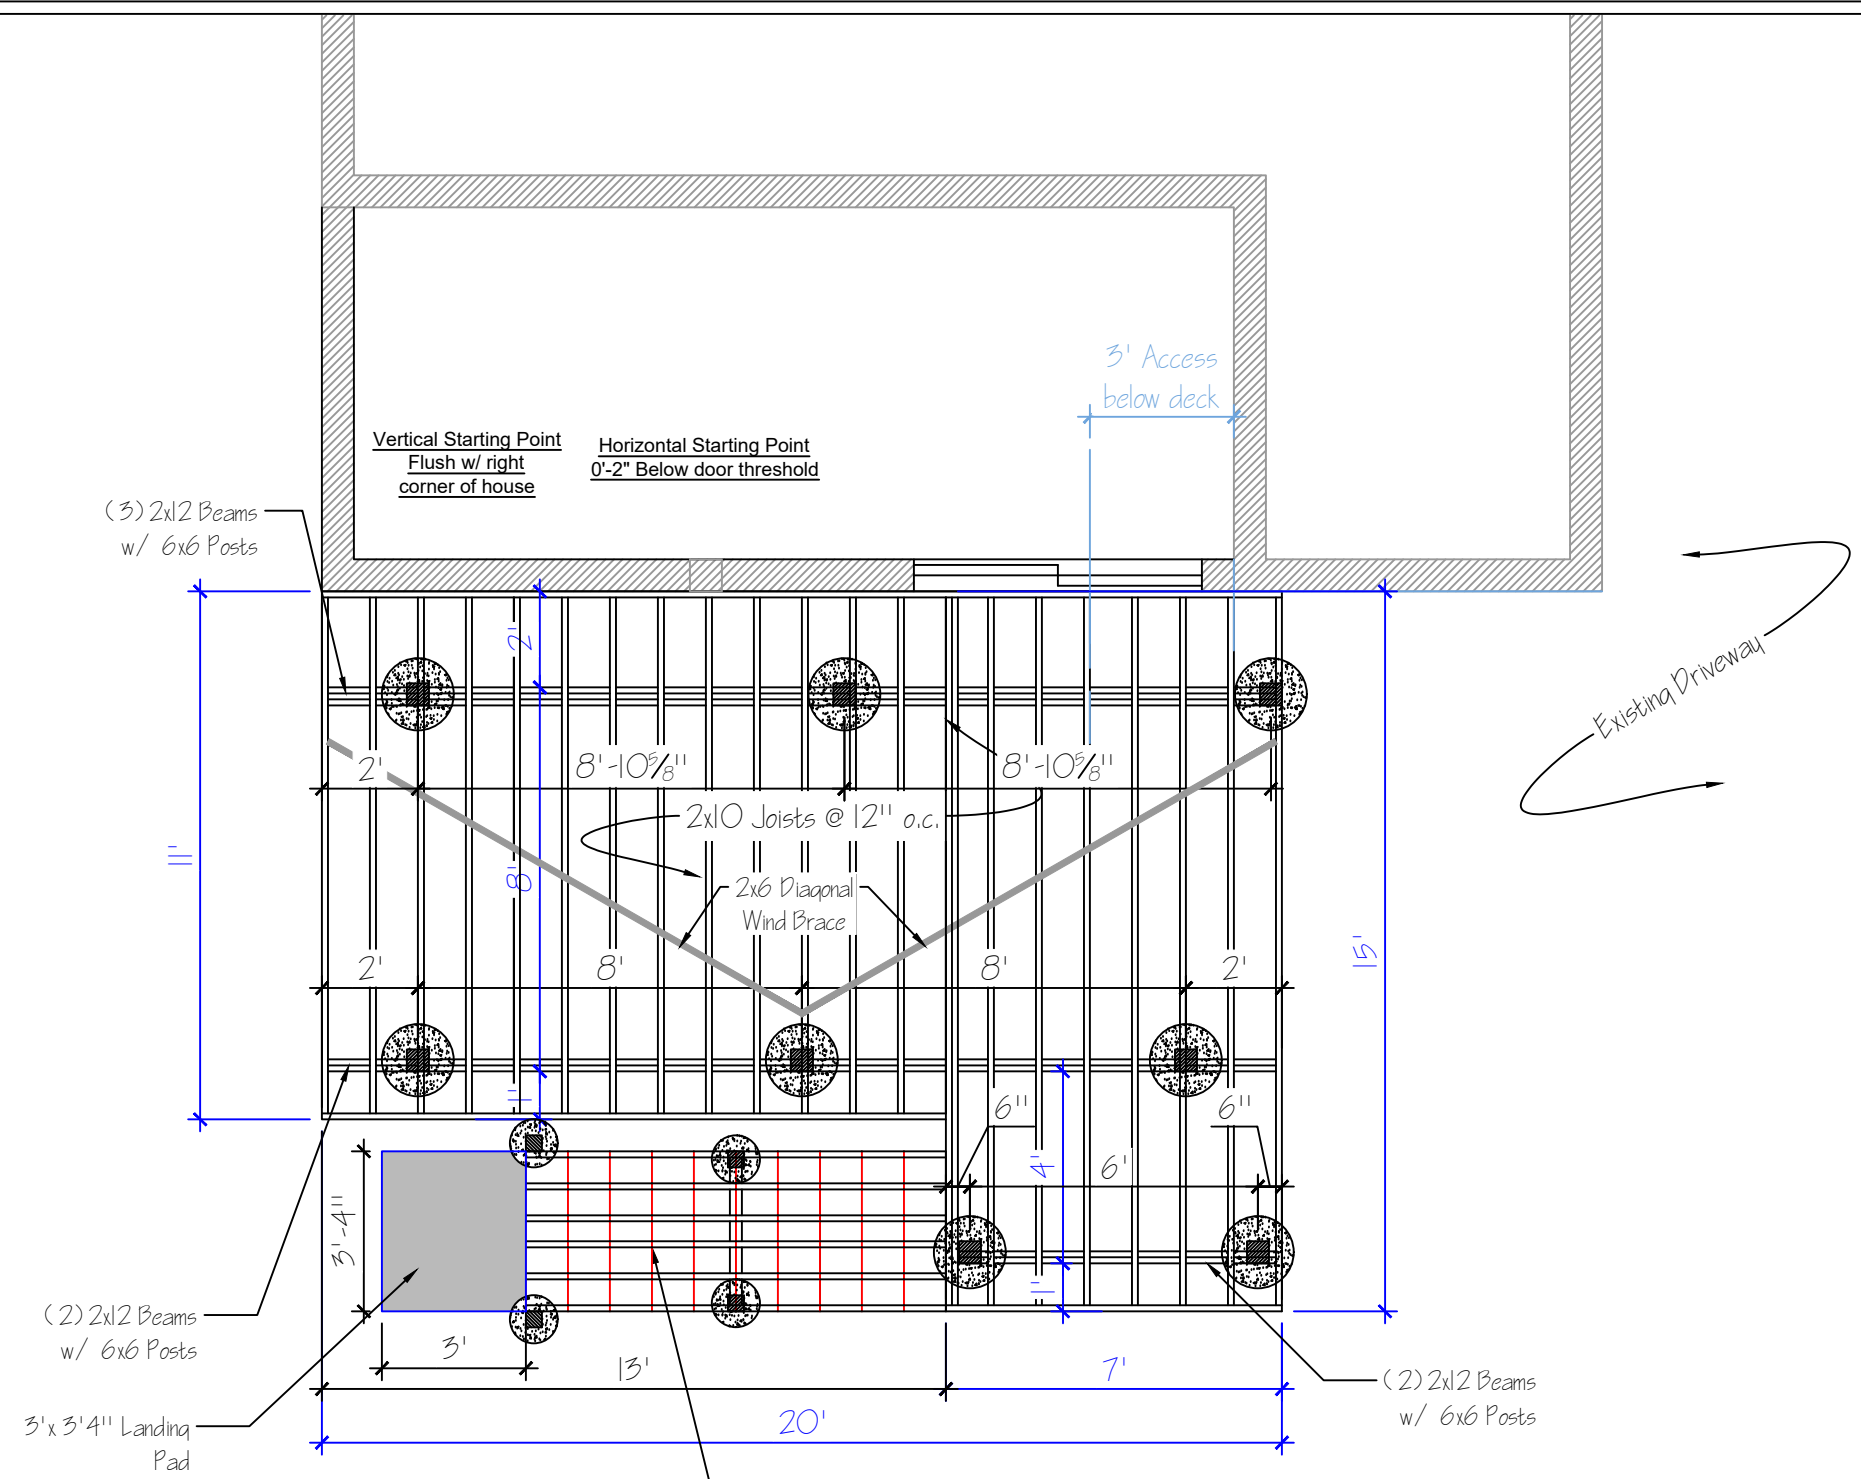 3' Access
below deck
Vertical Starting Point
Flush w/ right
corner of house
Horizontal Starting Point
0'-2" Below door threshold
(3) 2x12 Beams
w/ 6x6 Posts
Existing Driveway
2'
2'
8'-10⅝"
8'-10⅝"
2x10 Joists @ 12" o.c.
11'
8'
2x6 Diagonal
Wind Brace
15'
2'
8'
8'
2'
1'
6"
6"
4'
6'
3'-4"
1'
(2) 2x12 Beams
w/ 6x6 Posts
3'
13'
7'
(2) 2x12 Beams
w/ 6x6 Posts
20'
3'x 3'4" Landing
Pad